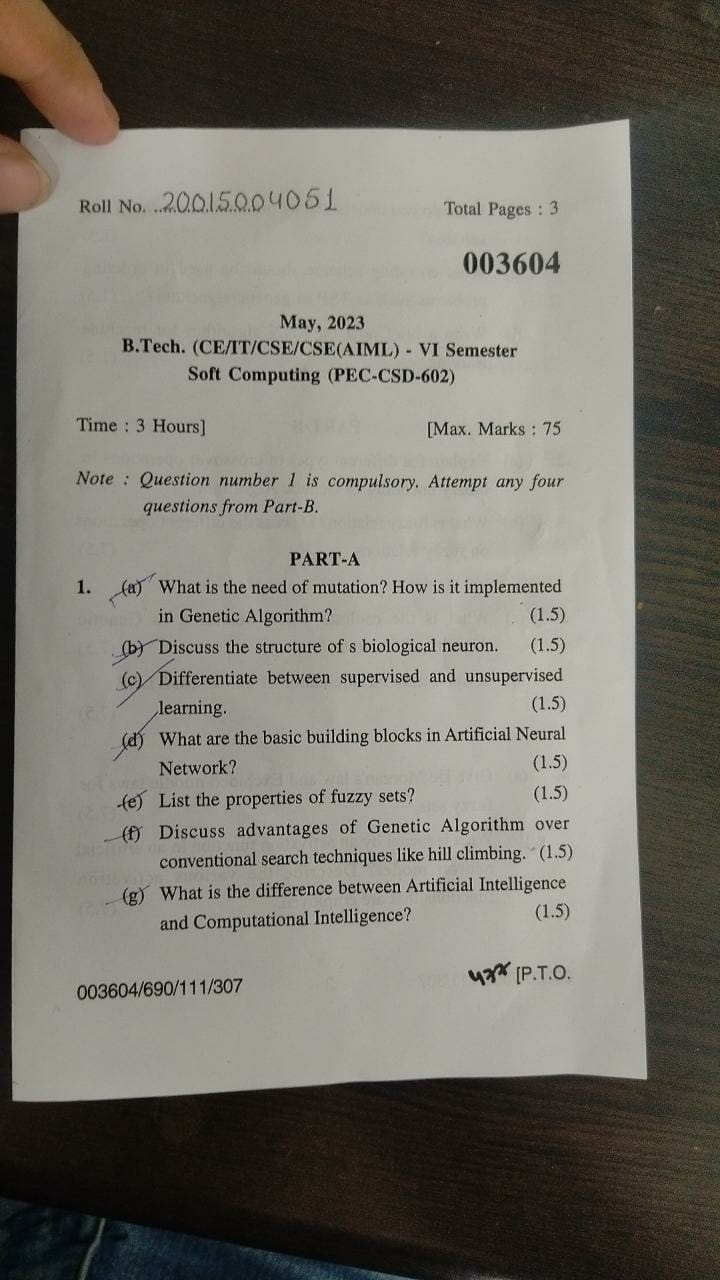 Roll No. ..20015004051
Total Pages : 3
003604
May, 2023
B.Tech. (CE/IT/CSE/CSE(AIML) - VI Semester
Soft Computing (PEC-CSD-602)
Time : 3 Hours]
[Max. Marks : 75
Note : Question number 1 is compulsory. Attempt any four
questions from Part-B.
PART-A
1. (a) What is the need of mutation? How is it implemented
in Genetic Algorithm? (1.5)
(b) Discuss the structure of s biological neuron. (1.5)
(c) Differentiate between supervised and unsupervised
learning. (1.5)
(d) What are the basic building blocks in Artificial Neural
Network? (1.5)
(e) List the properties of fuzzy sets? (1.5)
(f) Discuss advantages of Genetic Algorithm over
conventional search techniques like hill climbing. (1.5)
(g) What is the difference between Artificial Intelligence
and Computational Intelligence? (1.5)
003604/690/111/307
[P.T.O.